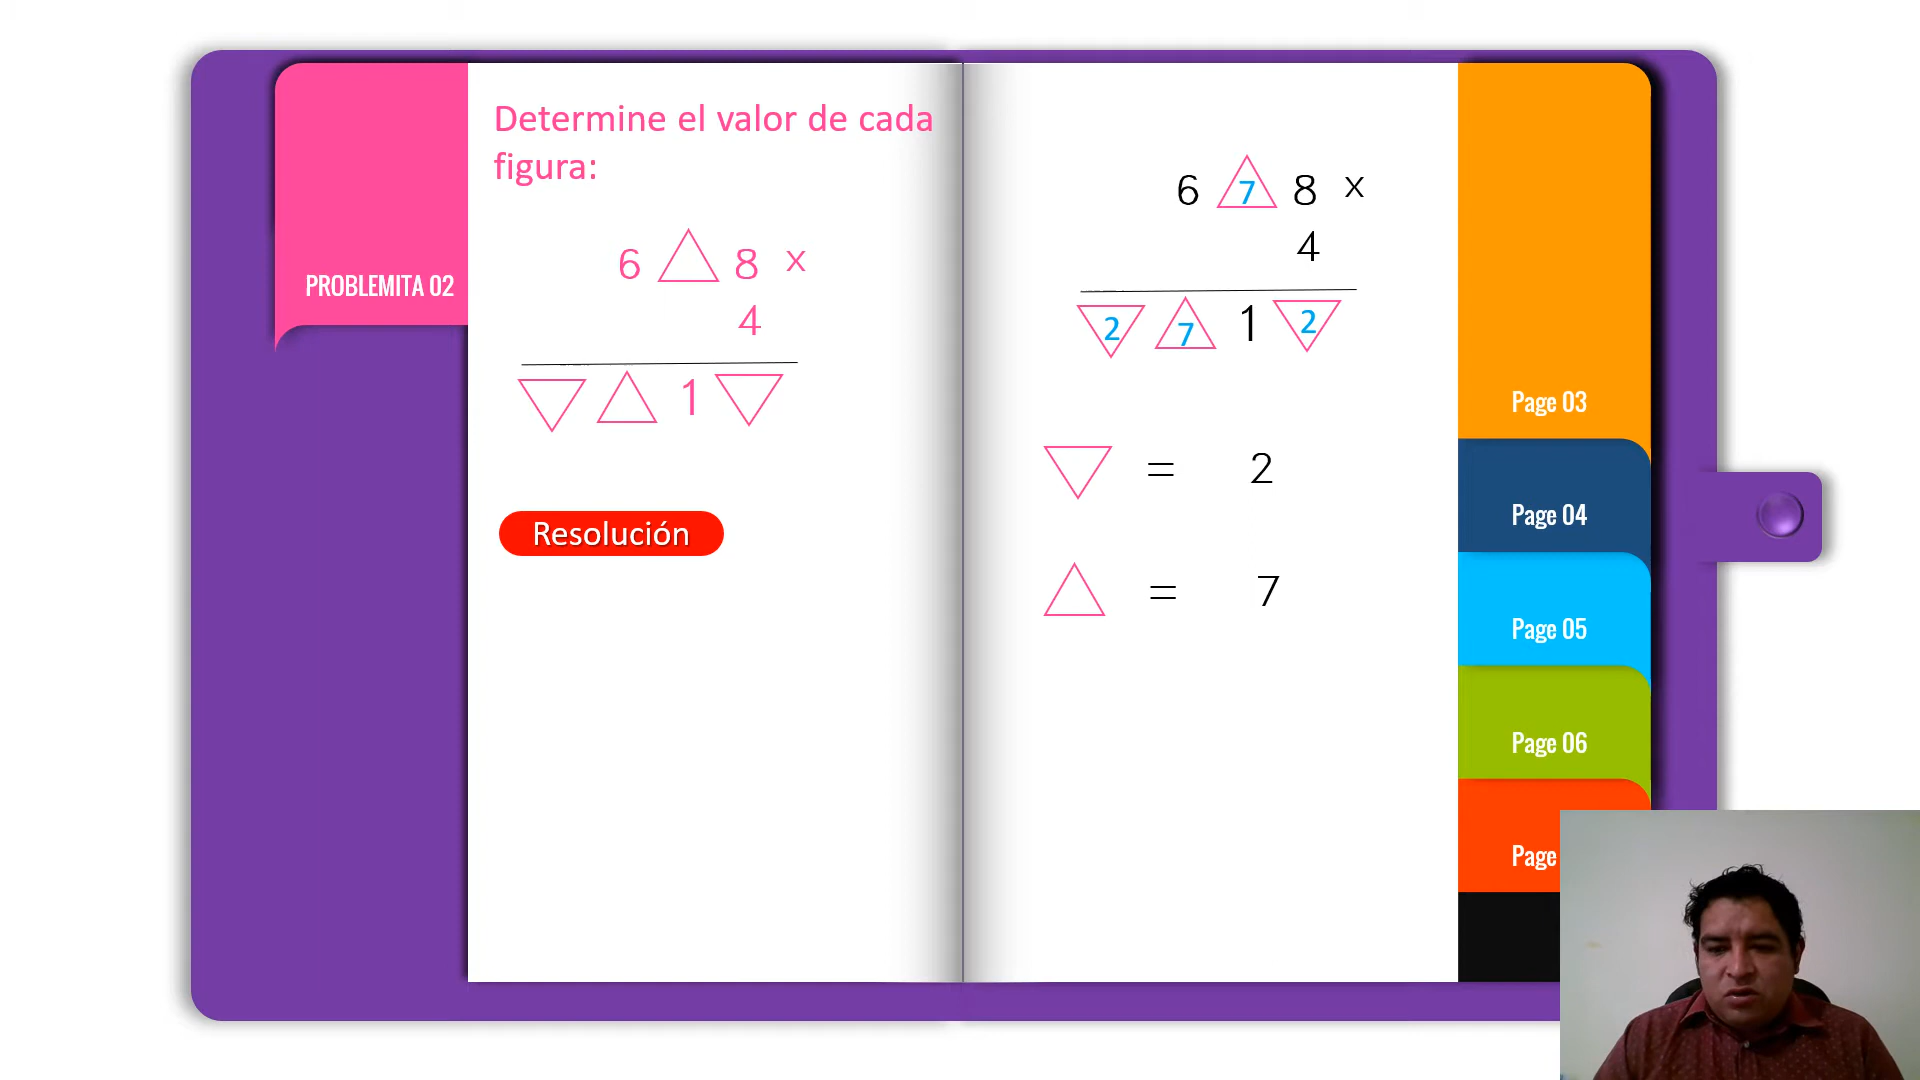 PROBLEMITA 02
Determine el valor de cada
figura:
6 △ 8 x
4
▽ △ 1 ▽
Resolución
6 7 8 x
4
2 7 1 2
▽ = 2
△ = 7
Page 03
Page 04
Page 05
Page 06
Page